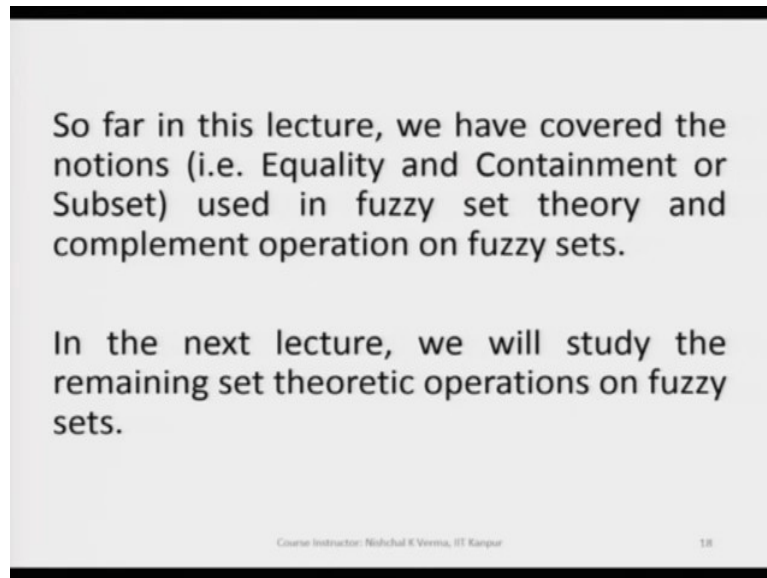 So far in this lecture, we have covered the
notions (i.e. Equality and Containment or
Subset) used in fuzzy set theory and
complement operation on fuzzy sets.
In the next lecture, we will study the
remaining set theoretic operations on fuzzy
sets.
Course Instructor: Nishchal K Verma, IIT Kanpur
18